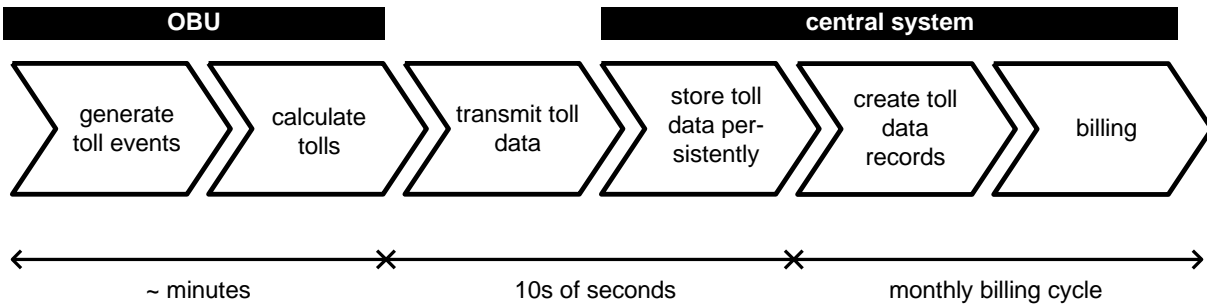 OBU
central system
generate
toll events
calculate
tolls
transmit toll
data
store toll
data per-
sistently
create toll
data
records
billing
~ minutes
10s of seconds
monthly billing cycle